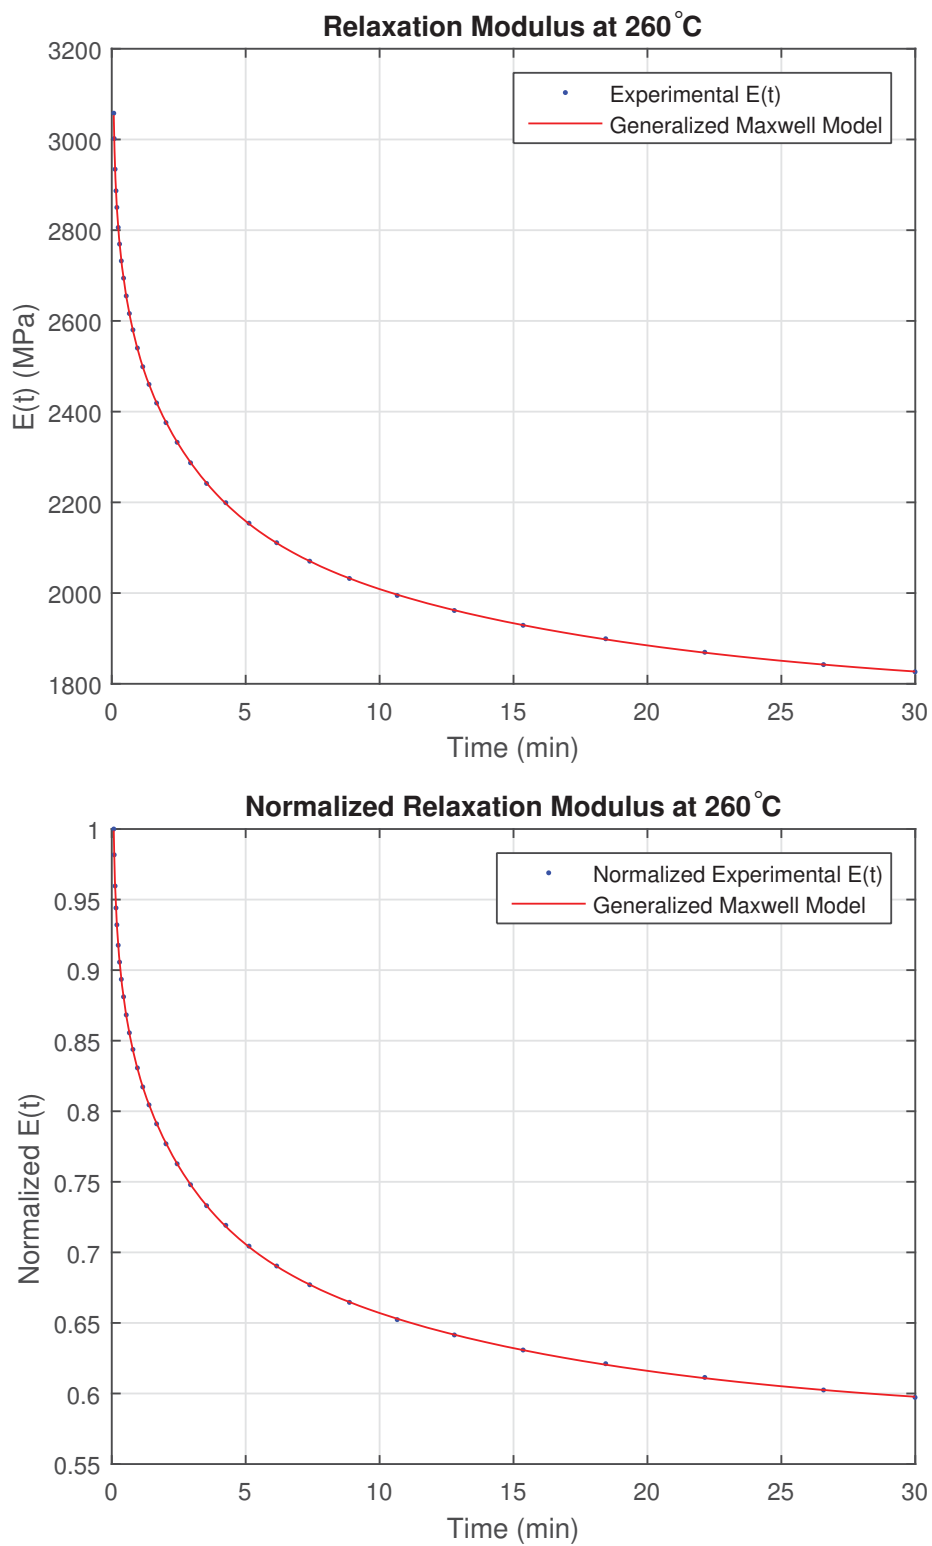 Relaxation Modulus at 260°C
3200
3000
2800
2600
2400
2200
2000
1800
E(t) (MPa)
Experimental E(t)
Generalized Maxwell Model
0 5 10 15 20 25 30
Time (min)
Normalized Relaxation Modulus at 260°C
1
0.95
0.9
0.85
0.8
0.75
0.7
0.65
0.6
0.55
Normalized E(t)
Normalized Experimental E(t)
Generalized Maxwell Model
0 5 10 15 20 25 30
Time (min)